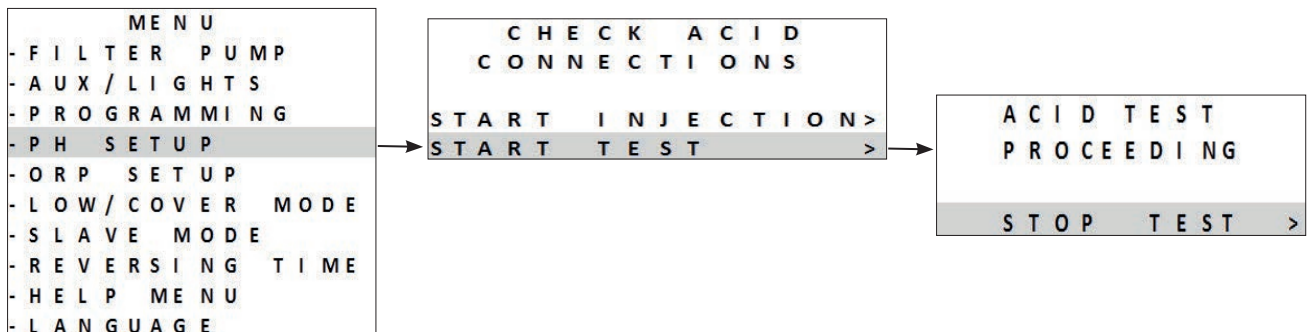 MENU
- FILTER PUMP
- AUX/LIGHTS
- PROGRAMMING
- PH SETUP
- ORP SETUP
- LOW/COVER MODE
- SLAVE MODE
- REVERSING TIME
- HELP MENU
- LANGUAGE
CHECK ACID
CONNECTIONS
START INJECTION>
START TEST >
ACID TEST
PROCEEDING
STOP TEST >